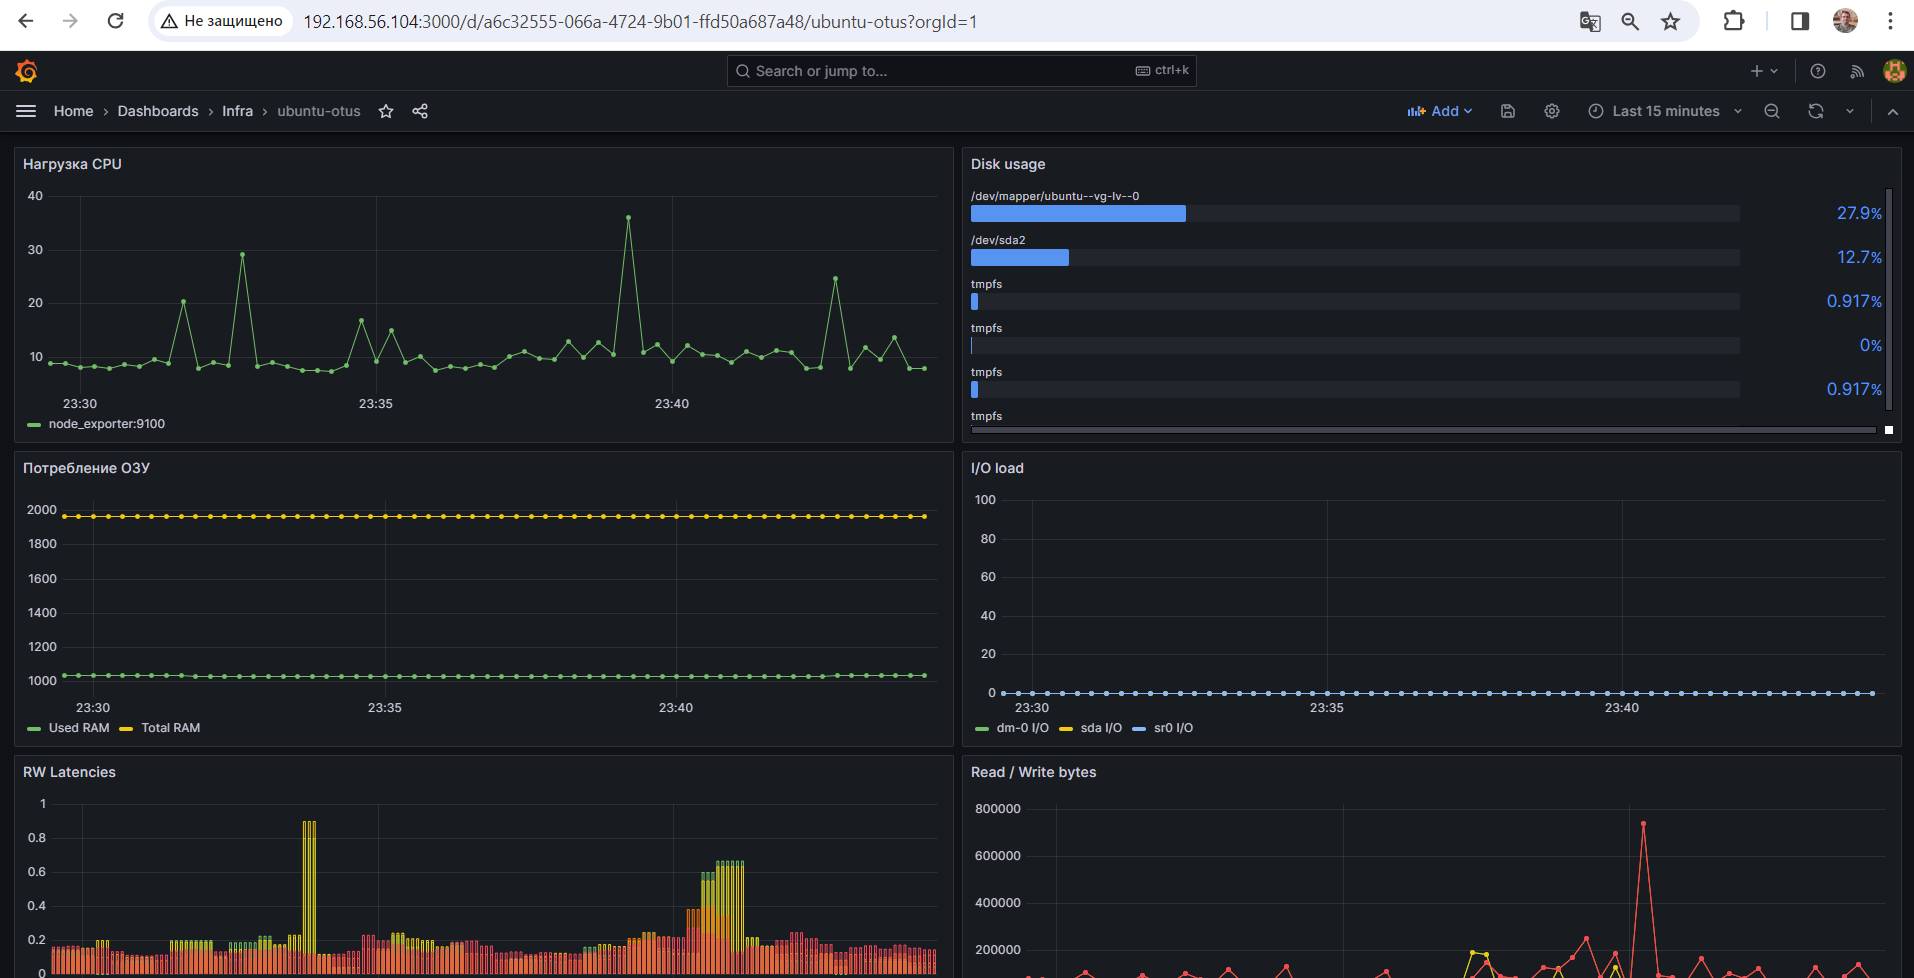 Не защищено 192.168.56.104:3000/d/a6c32555-066a-4724-9b01-ffd50a687a48/ubuntu-otus?orgId=1
Search or jump to... ctrl+k
Home › Dashboards › Infra › ubuntu-otus Add Last 15 minutes
Нагрузка CPU
40
30
20
10
23:30 23:35 23:40
node_exporter:9100
Disk usage
/dev/mapper/ubuntu--vg-lv--0
27.9%
/dev/sda2
12.7%
tmpfs
0.917%
tmpfs
0%
tmpfs
0.917%
tmpfs
Потребление ОЗУ
2000
1800
1600
1400
1200
1000
23:30 23:35 23:40
Used RAM Total RAM
I/O load
100
80
60
40
20
0
23:30 23:35 23:40
dm-0 I/O sda I/O sr0 I/O
RW Latencies
1
0.8
0.6
0.4
0.2
0
Read / Write bytes
800000
600000
400000
200000